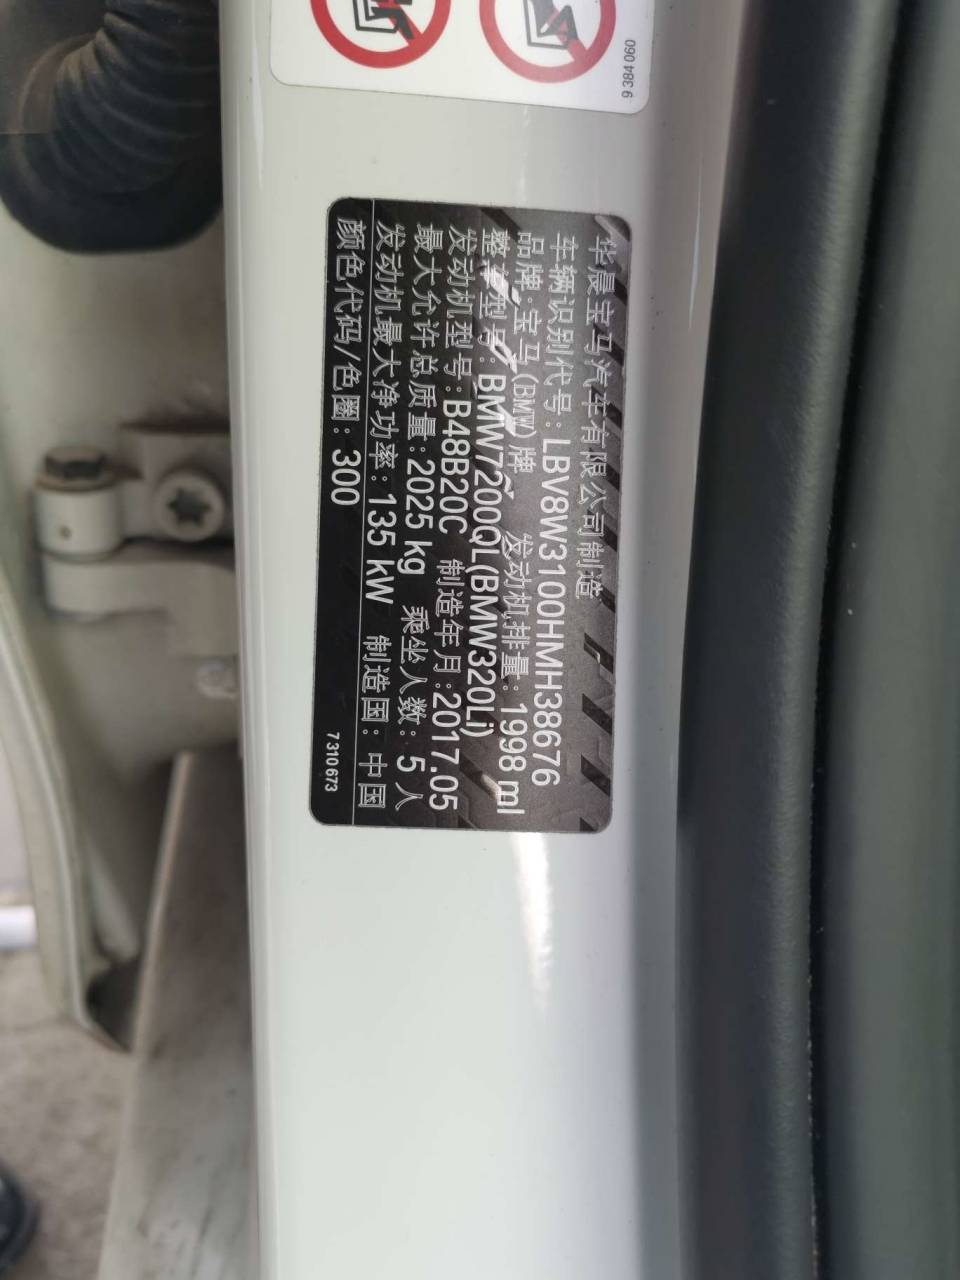 9 384 060
华晨宝马汽车有限公司制造
车辆识别代号:LBV8W3100HMH38676
品牌:宝马(BMW)牌 发动机排量:1998 ml
整车型号:BMW7200QL(BMW320Li)
发动机型号:B48B20C 制造年月:2017.05
最大允许总质量:2025 kg 乘坐人数:5人
发动机最大净功率:135 kW 制造国:中国
颜色代码/色圈:300
7 310 673